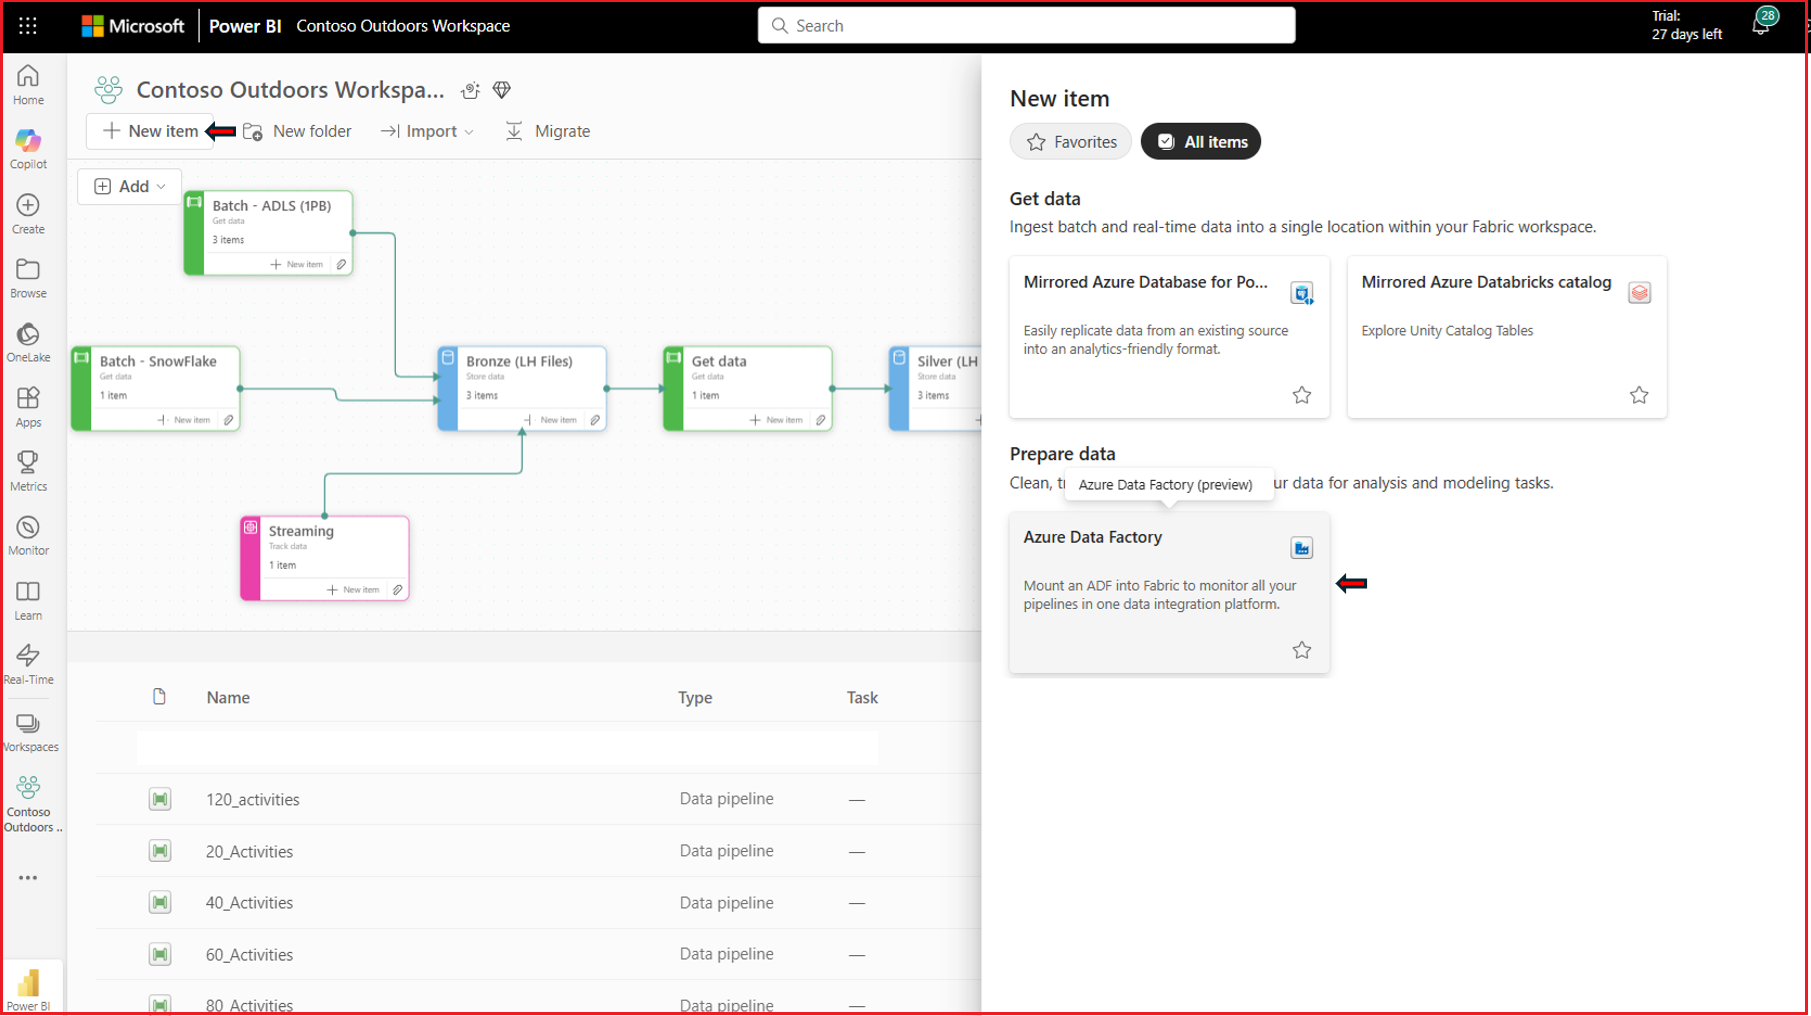 Microsoft
Power BI
Contoso Outdoors Workspace
Search
Trial:
27 days left
28
Home
Copilot
Create
Browse
OneLake
Apps
Metrics
Monitor
Learn
Real-Time
Workspaces
Contoso
Outdoors ..
Power BI
Contoso Outdoors Workspa...
New item
New folder
Import
Migrate
Add
Batch - ADLS (1PB)
Get data
3 items
New item
Batch - SnowFlake
Get data
1 item
New item
Bronze (LH Files)
Store data
3 items
New item
Get data
Get data
1 item
New item
Silver (LH
Store data
3 items
Streaming
Track data
1 item
New item
Name
Type
Task
120_activities
Data pipeline
—
20_Activities
Data pipeline
—
40_Activities
Data pipeline
—
60_Activities
Data pipeline
—
80_Activities
Data pipeline
—
New item
Favorites
All items
Get data
Ingest batch and real-time data into a single location within your Fabric workspace.
Mirrored Azure Database for Po...
Easily replicate data from an existing source
into an analytics-friendly format.
Mirrored Azure Databricks catalog
Explore Unity Catalog Tables
Prepare data
Clean, tr
Azure Data Factory (preview)
ur data for analysis and modeling tasks.
Azure Data Factory
Mount an ADF into Fabric to monitor all your
pipelines in one data integration platform.